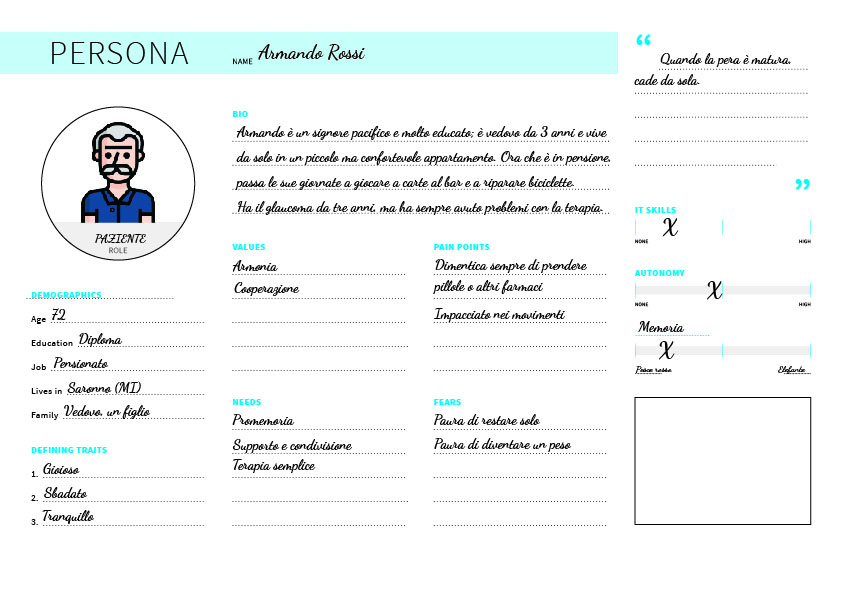 PERSONA
NAME Armando Rossi
“
Quando la pera è matura,
cade da sola.
”
PAZIENTE
ROLE
BIO
Armando è un signore pacifico e molto educato; è vedovo da 3 anni e vive
da solo in un piccolo ma confortevole appartamento. Ora che è in pensione,
passa le sue giornate a giocare a carte al bar e a riparare biciclette.
Ha il glaucoma da tre anni, ma ha sempre avuto problemi con la terapia.
DEMOGRAPHICS
Age 72
Education Diploma
Job Pensionato
Lives in Saronno (MI)
Family Vedovo, un figlio
DEFINING TRAITS
1. Gioioso
2. Sbadato
3. Tranquillo
VALUES
Armonia
Cooperazione
PAIN POINTS
Dimentica sempre di prendere
pillole o altri farmaci
Impacciato nei movimenti
NEEDS
Promemoria
Supporto e condivisione
Terapia semplice
FEARS
Paura di restare solo
Paura di diventare un peso
IT SKILLS
X
NONE HIGH
AUTONOMY
X
NONE HIGH
Memoria
X
Pesce rosso Elefante